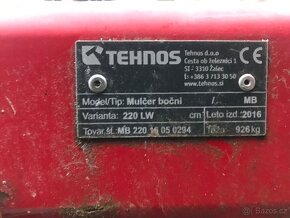 TEHNOS
Tehnos d.o.o
Cesta ob železnici 1
SI - 3310 Žalec
T:+386 3 713 30 50
www.tehnos.si
CE
Model/Tip: Mulčer bočni MB
Varianta: 220 LW cm Leto izd.: 2016
Tovar.št.: MB 220 16 05 0294 926 kg